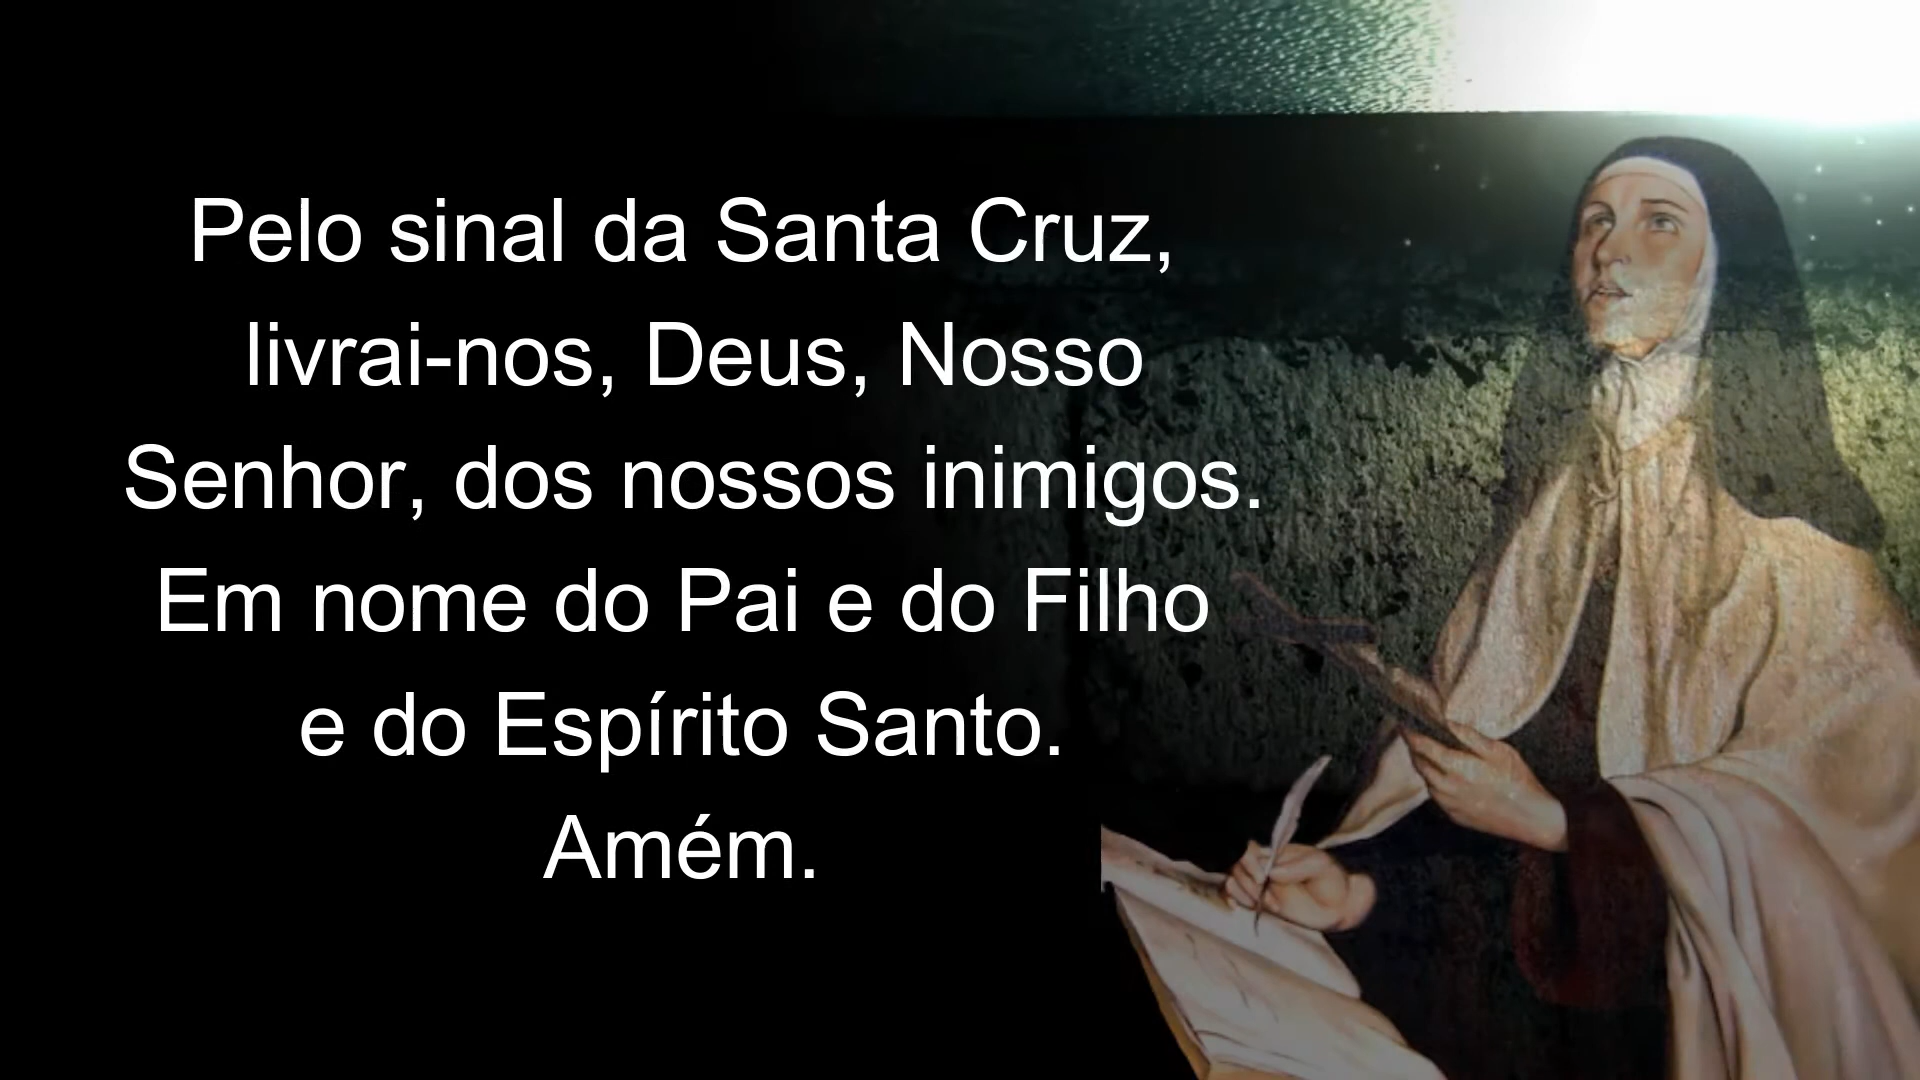 Pelo sinal da Santa Cruz,
livrai-nos, Deus, Nosso
Senhor, dos nossos inimigos.
Em nome do Pai e do Filho
e do Espírito Santo.
Amém.